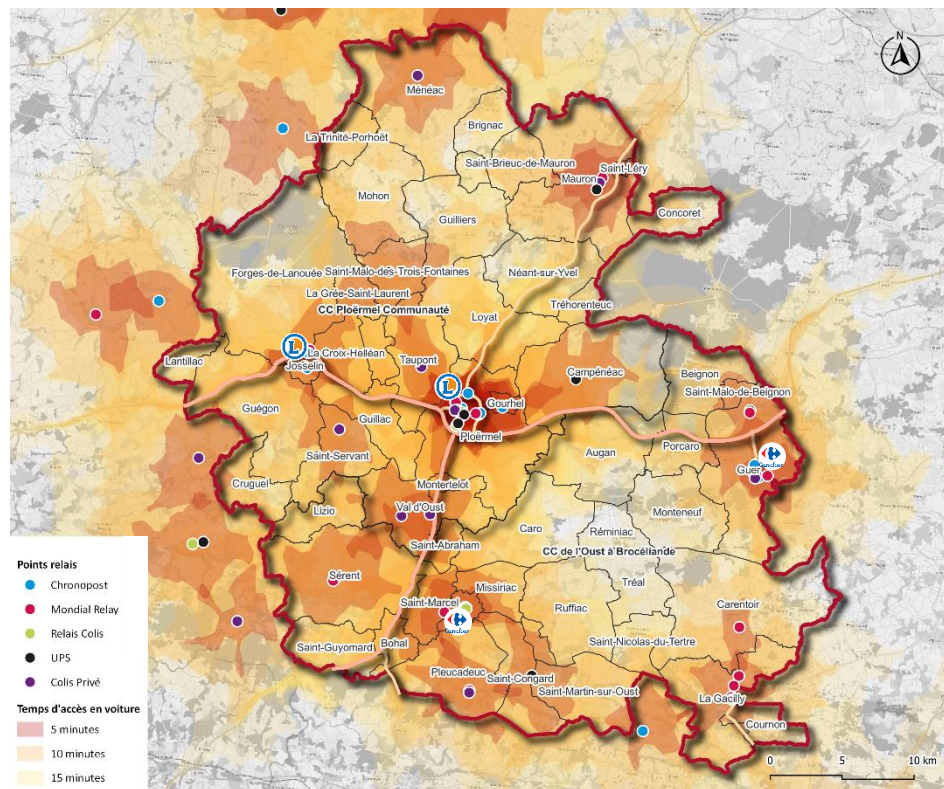 N
Ménéac
La Trinité-Porhoët
Brignac
Saint-Brieuc-de-Mauron
Saint-Léry
Mauron
Mohon
Concoret
Guilliers
Forges-de-Lanouée
Saint-Malo-des-Trois-Fontaines
Néant-sur-Yvel
La Grée-Saint-Laurent
Tréhorenteuc
CC Ploërmel Communauté
Loyat
L
La Croix-Helléan
Lantillac
Josselin
Taupont
Campénéac
Beignon
L
Saint-Malo-de-Beignon
Gourhel
Guégon
Guillac
Ploërmel
Porcaro
Augan
Saint-Servant
Guer
Carrefour
Cruguel
Montertelot
Lizio
Monteneuf
Val d'Oust
Caro
Réminiac
Saint-Abraham
CC de l'Oust à Brocéliande
Sérent
Missiriac
Tréal
Saint-Marcel
Ruffiac
Carentoir
Carrefour
Saint-Guyomard
Bohal
Saint-Nicolas-du-Tertre
Pleucadeuc
Saint-Congard
Saint-Martin-sur-Oust
La Gacilly
Cournon
Points relais
Chronopost
Mondial Relay
Relais Colis
UPS
Colis Privé
Temps d'accès en voiture
5 minutes
10 minutes
15 minutes
0 5 10 km